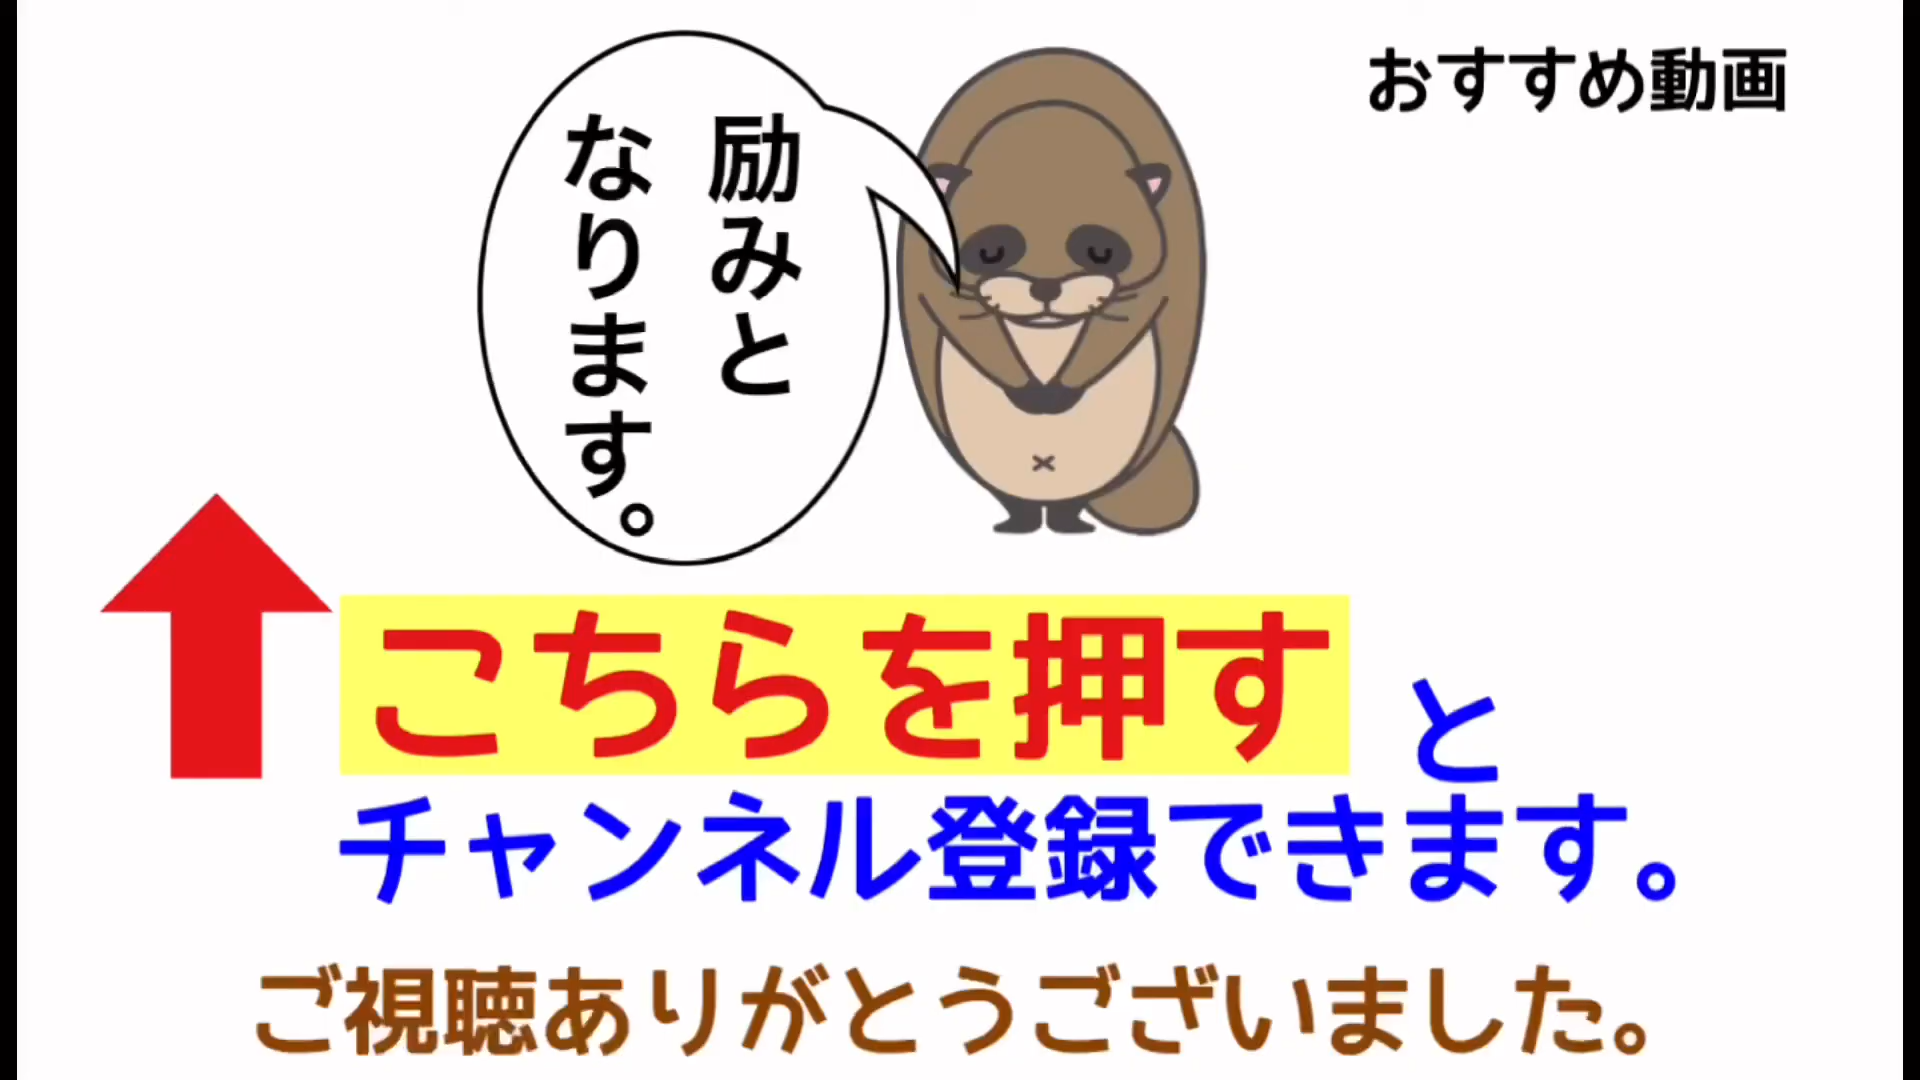 おすすめ動画
励みと
なります。
こちらを押すと
チャンネル登録できます。
ご視聴ありがとうございました。